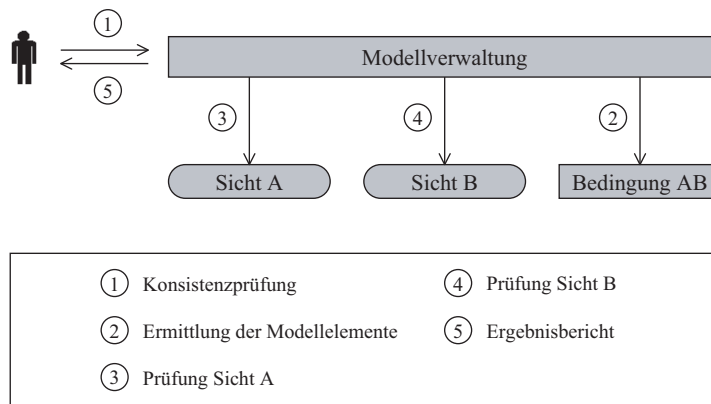 1
Modellverwaltung
5
3
4
2
Sicht A
Sicht B
Bedingung AB
1 Konsistenzprüfung
2 Ermittlung der Modellelemente
3 Prüfung Sicht A
4 Prüfung Sicht B
5 Ergebnisbericht